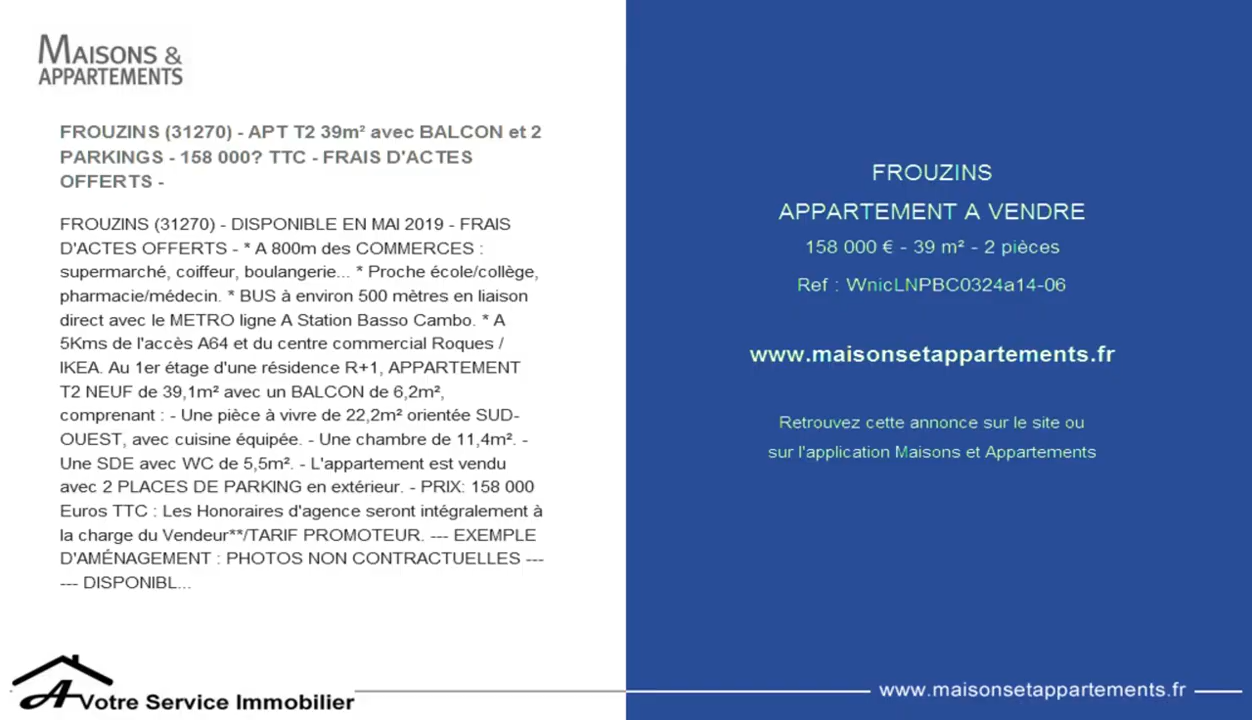 MAISONS &
APPARTEMENTS
FROUZINS (31270) - APT T2 39m² avec BALCON et 2
PARKINGS - 158 000? TTC - FRAIS D'ACTES
OFFERTS -
FROUZINS (31270) - DISPONIBLE EN MAI 2019 - FRAIS
D'ACTES OFFERTS - * A 800m des COMMERCES :
supermarché, coiffeur, boulangerie... * Proche école/collège,
pharmacie/médecin. * BUS à environ 500 mètres en liaison
direct avec le METRO ligne A Station Basso Cambo. * A
5Kms de l'accès A64 et du centre commercial Roques /
IKEA. Au 1er étage d'une résidence R+1, APPARTEMENT
T2 NEUF de 39,1m² avec un BALCON de 6,2m²,
comprenant : - Une pièce à vivre de 22,2m² orientée SUD-
OUEST, avec cuisine équipée. - Une chambre de 11,4m². -
Une SDE avec WC de 5,5m². - L'appartement est vendu
avec 2 PLACES DE PARKING en extérieur. - PRIX: 158 000
Euros TTC : Les Honoraires d'agence seront intégralement à
la charge du Vendeur**/TARIF PROMOTEUR. --- EXEMPLE
D'AMÉNAGEMENT : PHOTOS NON CONTRACTUELLES ---
--- DISPONIBL...
A Votre Service Immobilier
FROUZINS
APPARTEMENT A VENDRE
158 000 € - 39 m² - 2 pièces
Ref : WnicLNPBC0324a14-06
www.maisonsetappartements.fr
Retrouvez cette annonce sur le site ou
sur l'application Maisons et Appartements
www.maisonsetappartements.fr